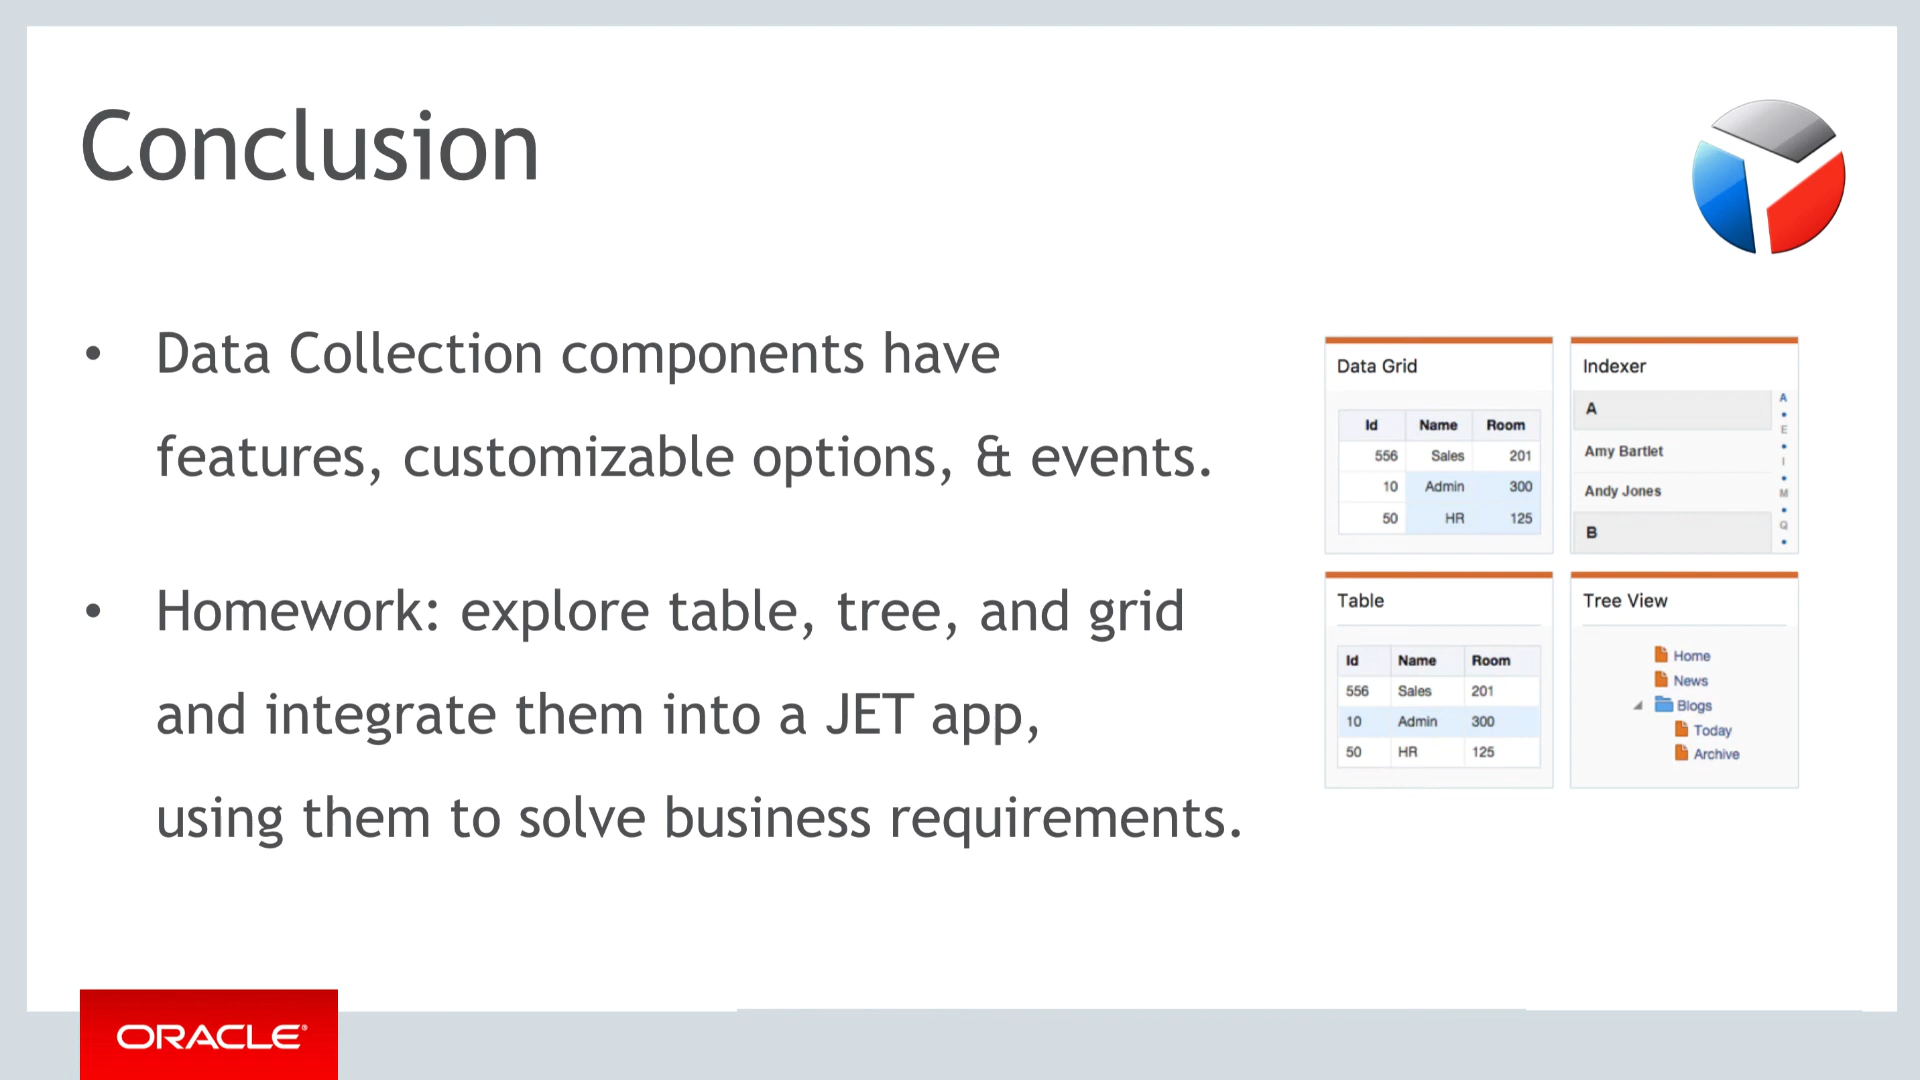 Conclusion
• Data Collection components have
features, customizable options, & events.
• Homework: explore table, tree, and grid
and integrate them into a JET app,
using them to solve business requirements.
Data Grid
Id Name Room
556 Sales 201
10 Admin 300
50 HR 125
Indexer
A
Amy Bartlet
Andy Jones
B
A
•
E
•
I
•
M
•
Q
•
Table
Id Name Room
556 Sales 201
10 Admin 300
50 HR 125
Tree View
Home
News
Blogs
Today
Archive
ORACLE®